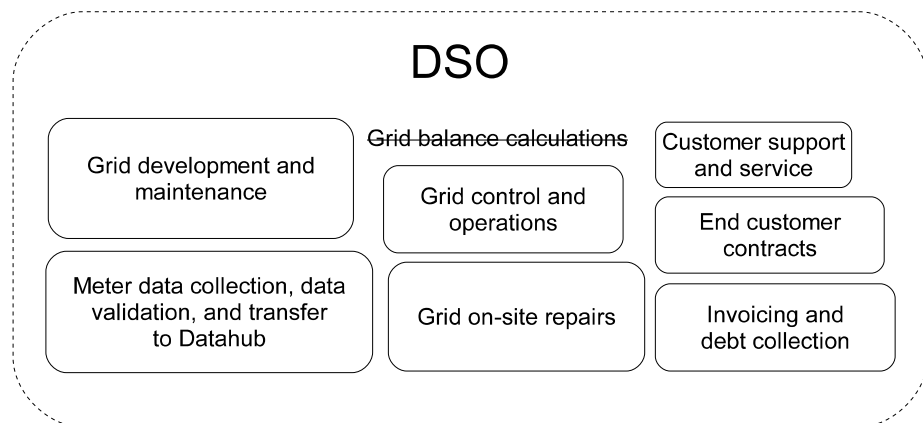 DSO
Grid development and
maintenance
Meter data collection, data
validation, and transfer
to Datahub
Grid balance calculations
Grid control and
operations
Grid on-site repairs
Customer support
and service
End customer
contracts
Invoicing and
debt collection